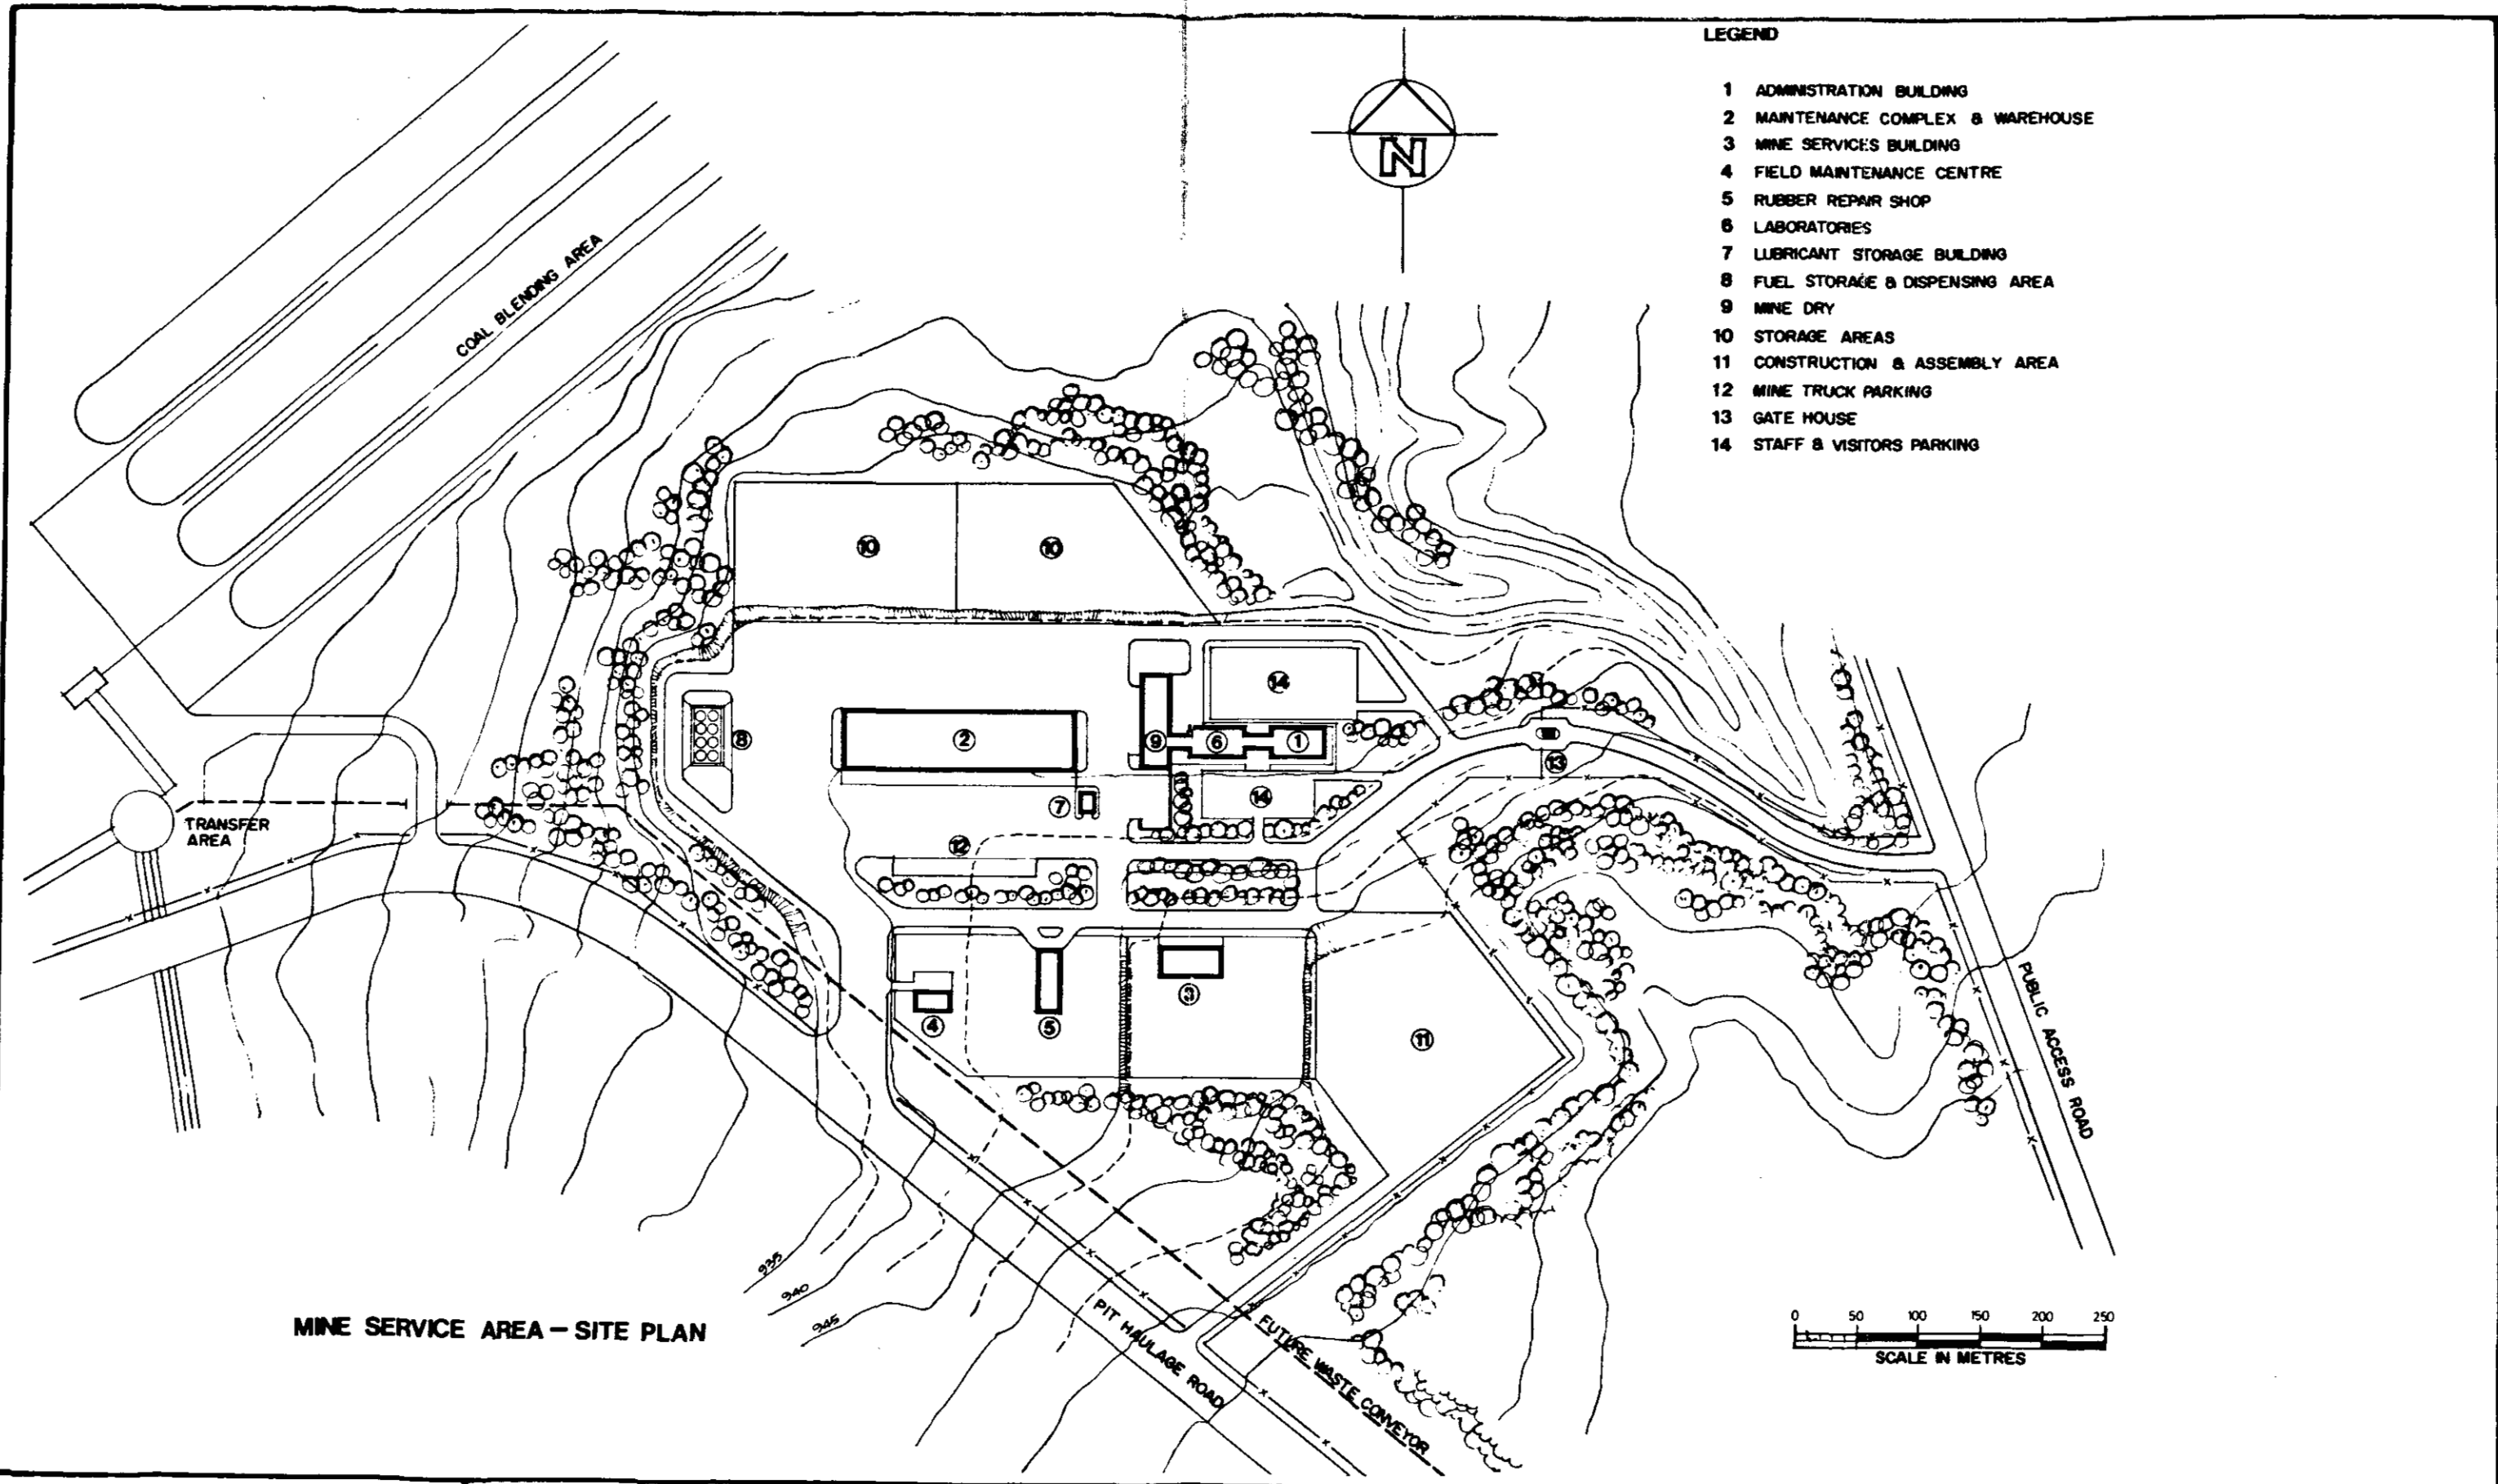 LEGEND
1 ADMINISTRATION BUILDING
2 MAINTENANCE COMPLEX & WAREHOUSE
3 MINE SERVICES BUILDING
4 FIELD MAINTENANCE CENTRE
5 RUBBER REPAIR SHOP
6 LABORATORIES
7 LUBRICANT STORAGE BUILDING
8 FUEL STORAGE & DISPENSING AREA
9 MINE DRY
10 STORAGE AREAS
11 CONSTRUCTION & ASSEMBLY AREA
12 MINE TRUCK PARKING
13 GATE HOUSE
14 STAFF & VISITORS PARKING
N
COAL BLENDING AREA
10
10
14
8
2
9
6
1
13
7
14
TRANSFER
AREA
12
3
4
5
11
PUBLIC ACCESS ROAD
935
940
945
PIT HAULAGE ROAD
FUTURE WASTE CONVEYOR
MINE SERVICE AREA – SITE PLAN
0 50 100 150 200 250
SCALE IN METRES